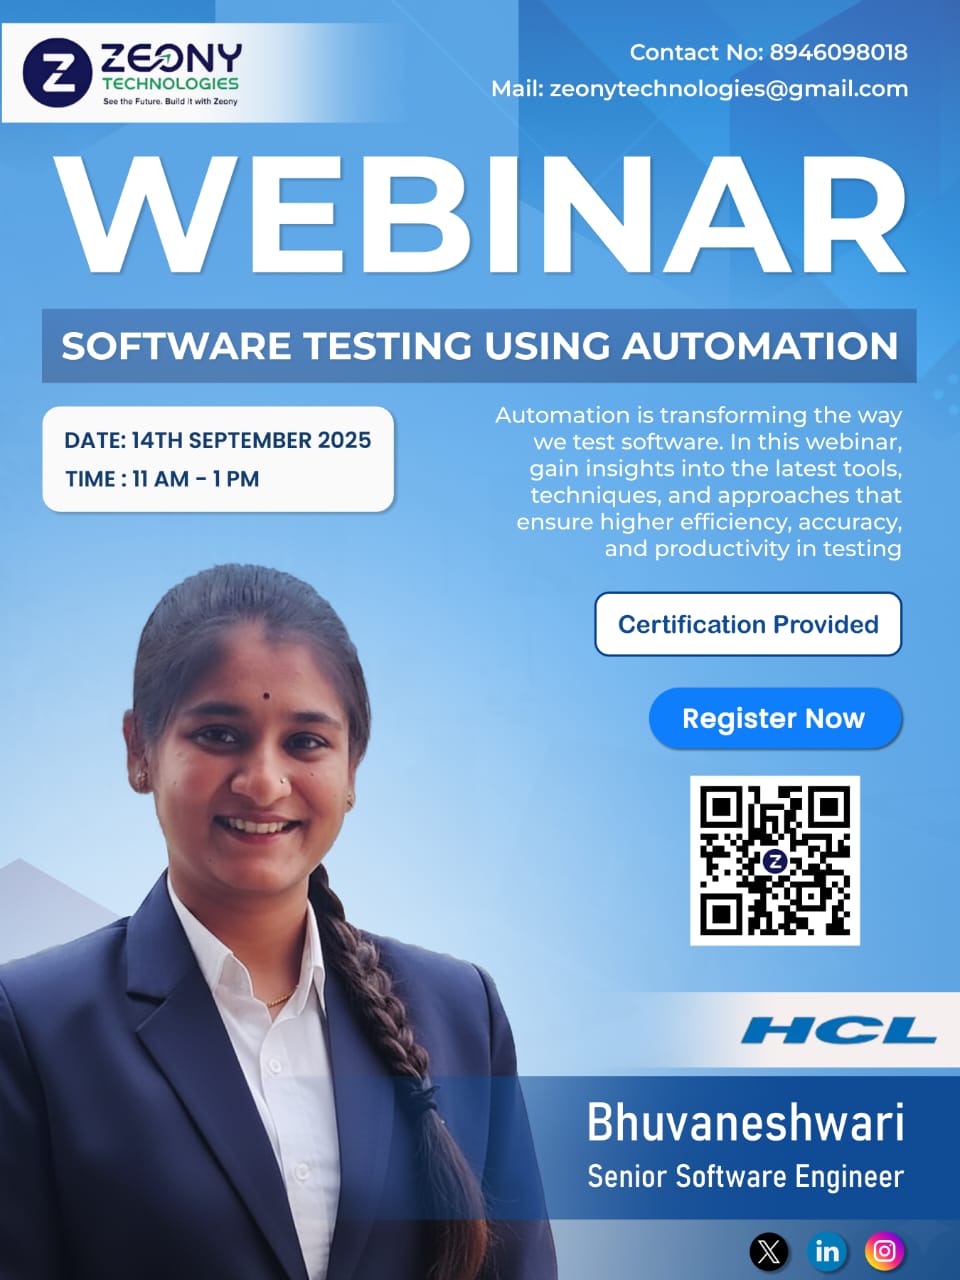 Z
ZEONY
TECHNOLOGIES
See the Future. Build it with Zeony
Contact No: 8946098018
Mail: zeonytechnologies@gmail.com
WEBINAR
SOFTWARE TESTING USING AUTOMATION
DATE: 14TH SEPTEMBER 2025
TIME : 11 AM - 1 PM
Automation is transforming the way
we test software. In this webinar,
gain insights into the latest tools,
techniques, and approaches that
ensure higher efficiency, accuracy,
and productivity in testing
Certification Provided
Register Now
Z
HCL
Bhuvaneshwari
Senior Software Engineer
X
in